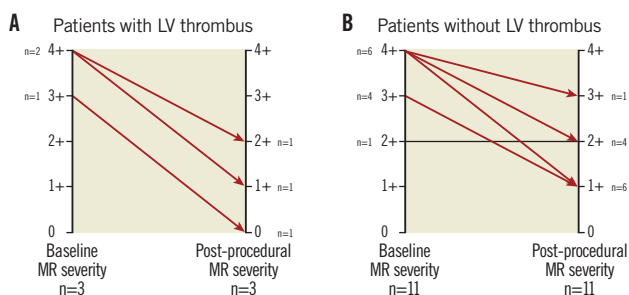 A Patients with LV thrombus
n=2 4+ 4+
n=1 3+ 3+
2+ 2+ n=1
1+ 1+ n=1
0 0 n=1
Baseline MR severity n=3
Post-procedural MR severity n=3
B Patients without LV thrombus
n=6 4+ 4+
n=4 3+ 3+ n=1
n=1 2+ 2+ n=4
1+ 1+ n=6
0 0
Baseline MR severity n=11
Post-procedural MR severity n=11